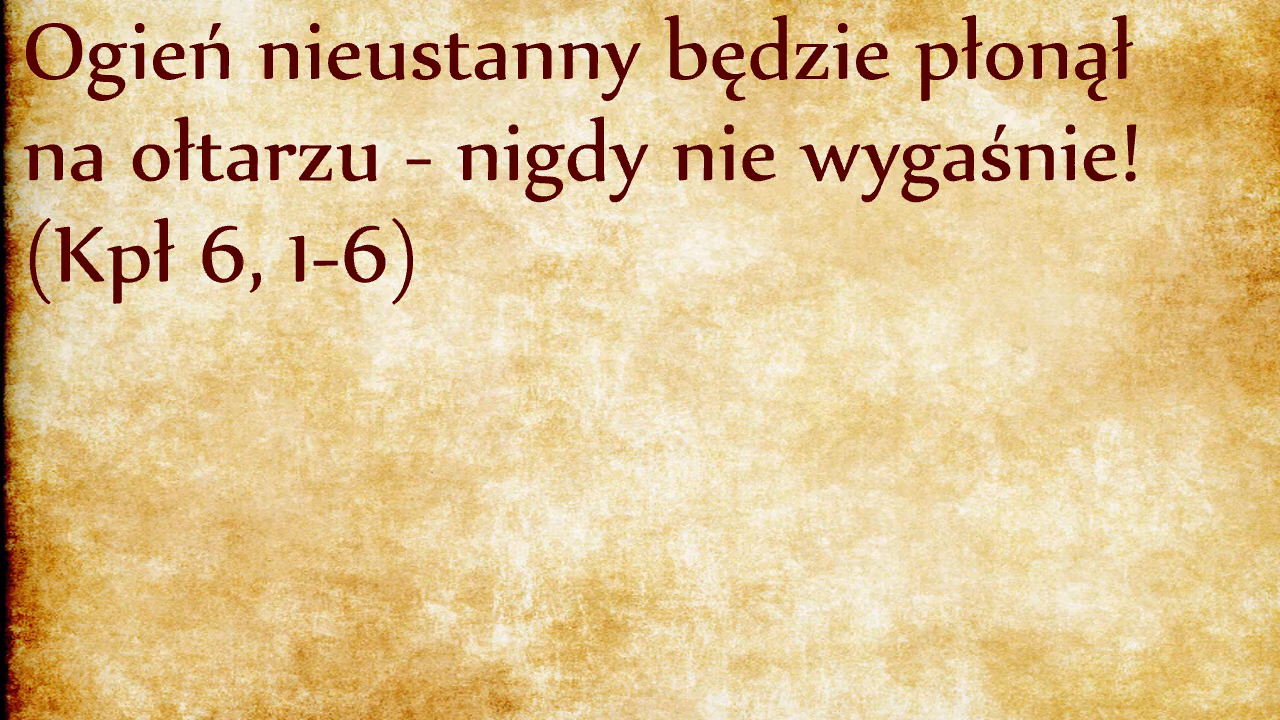 Ogień nieustanny będzie płonął
na ołtarzu - nigdy nie wygaśnie!
(Kpł 6, 1-6)